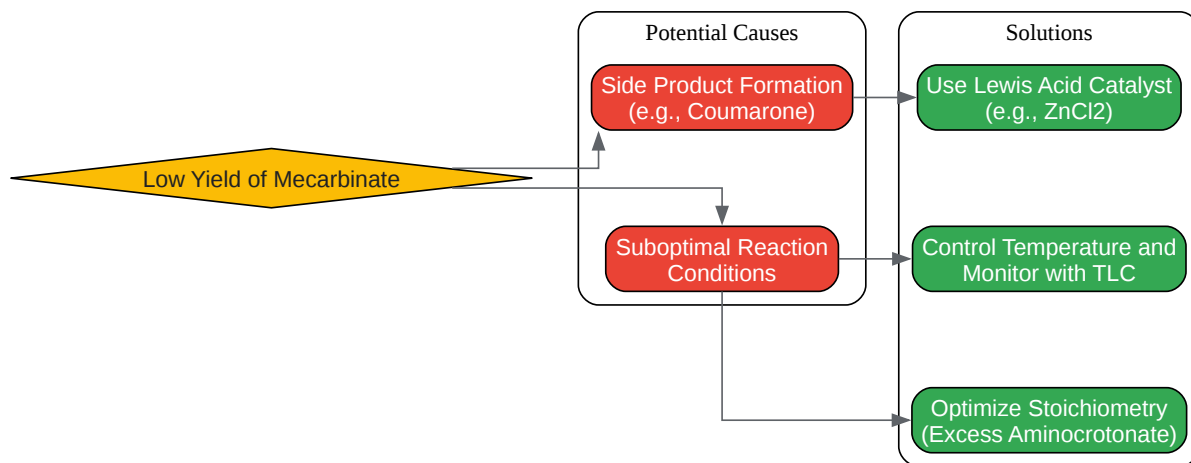 Potential Causes
Solutions
Side Product Formation
(e.g., Coumarone)
Use Lewis Acid Catalyst
(e.g., ZnCl2)
Low Yield of Mecarbinate
Suboptimal Reaction
Conditions
Control Temperature and
Monitor with TLC
Optimize Stoichiometry
(Excess Aminocrotonate)